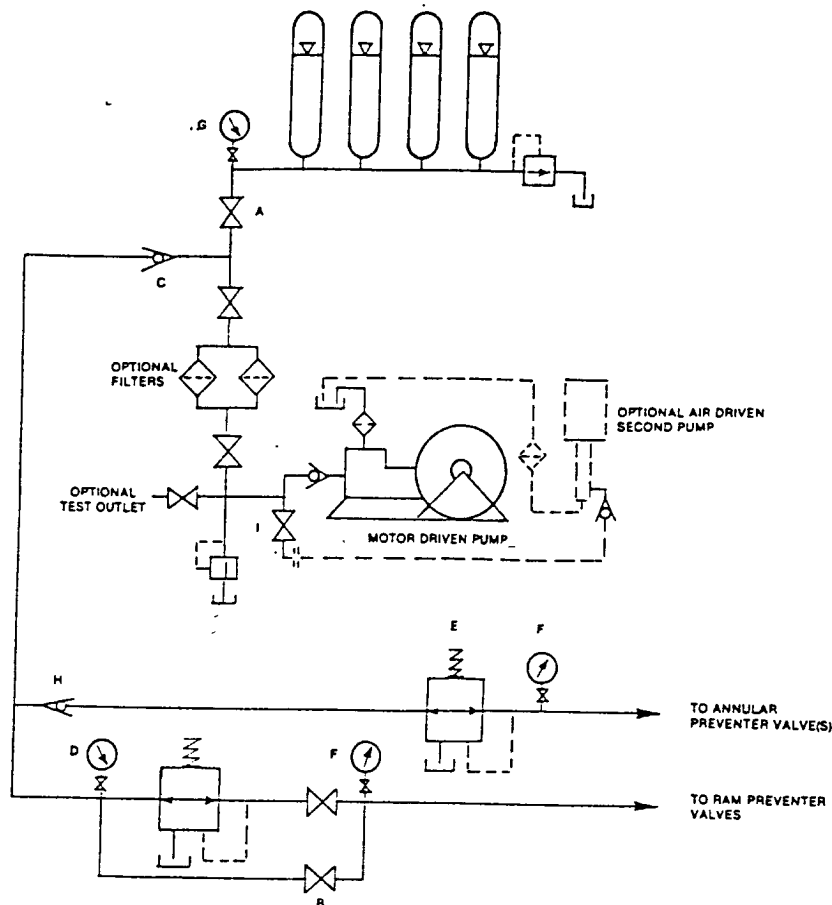 G
A
C
OPTIONAL
FILTERS
OPTIONAL AIR DRIVEN
SECOND PUMP
OPTIONAL
TEST OUTLET
I
MOTOR DRIVEN PUMP
E
F
H
TO ANNULAR
PREVENTER VALVE(S)
D
F
TO RAM PREVENTER
VALVES
B